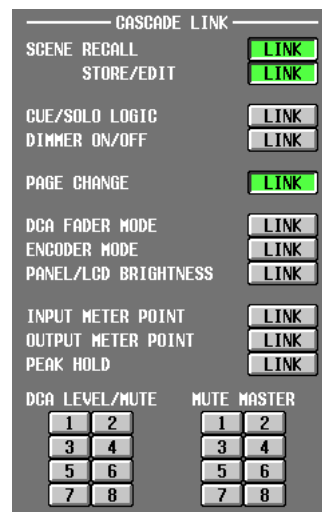 CASCADE LINK
SCENE RECALL LINK
STORE/EDIT LINK
CUE/SOLO LOGIC LINK
DIMMER ON/OFF LINK
PAGE CHANGE LINK
DCA FADER MODE LINK
ENCODER MODE LINK
PANEL/LCD BRIGHTNESS LINK
INPUT METER POINT LINK
OUTPUT METER POINT LINK
PEAK HOLD LINK
DCA LEVEL/MUTE MUTE MASTER
1 2 1 2
3 4 3 4
5 6 5 6
7 8 7 8